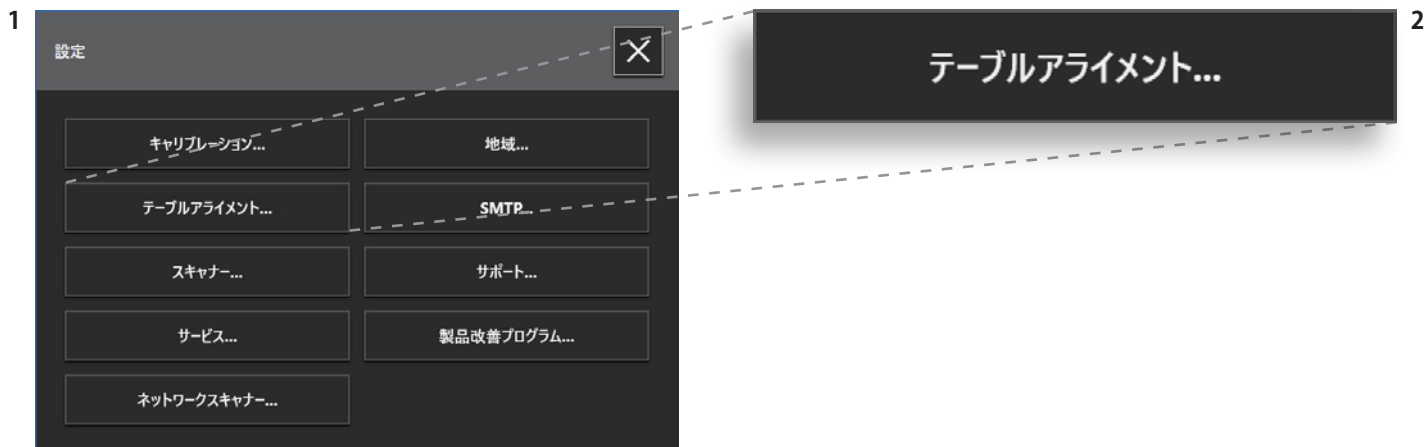 1
設定
キャリブレーション...
地域...
テーブルアライメント...
SMTP...
スキャナー...
サポート...
サービス...
製品改善プログラム...
ネットワークスキャナー...
2
テーブルアライメント...